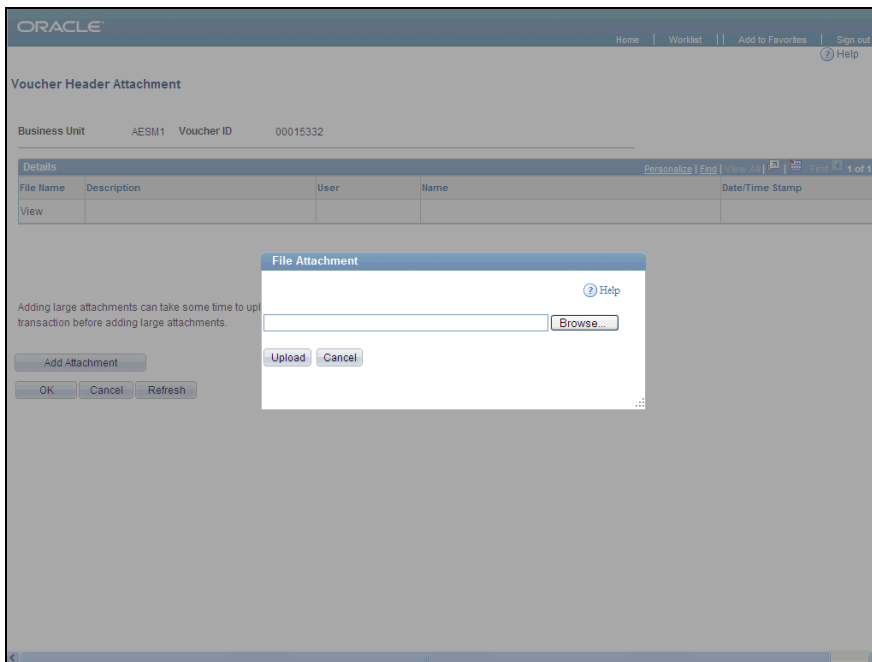 ORACLE
Home | Worklist || Add to Favorites | Sign out
? Help
Voucher Header Attachment
Business Unit AESM1 Voucher ID 00015332
Details Personalize | Find | View All | | First 1 of 1
File Name Description User Name Date/Time Stamp
View
File Attachment
? Help
Adding large attachments can take some time to upl
transaction before adding large attachments.
Browse...
Upload Cancel
Add Attachment
OK Cancel Refresh